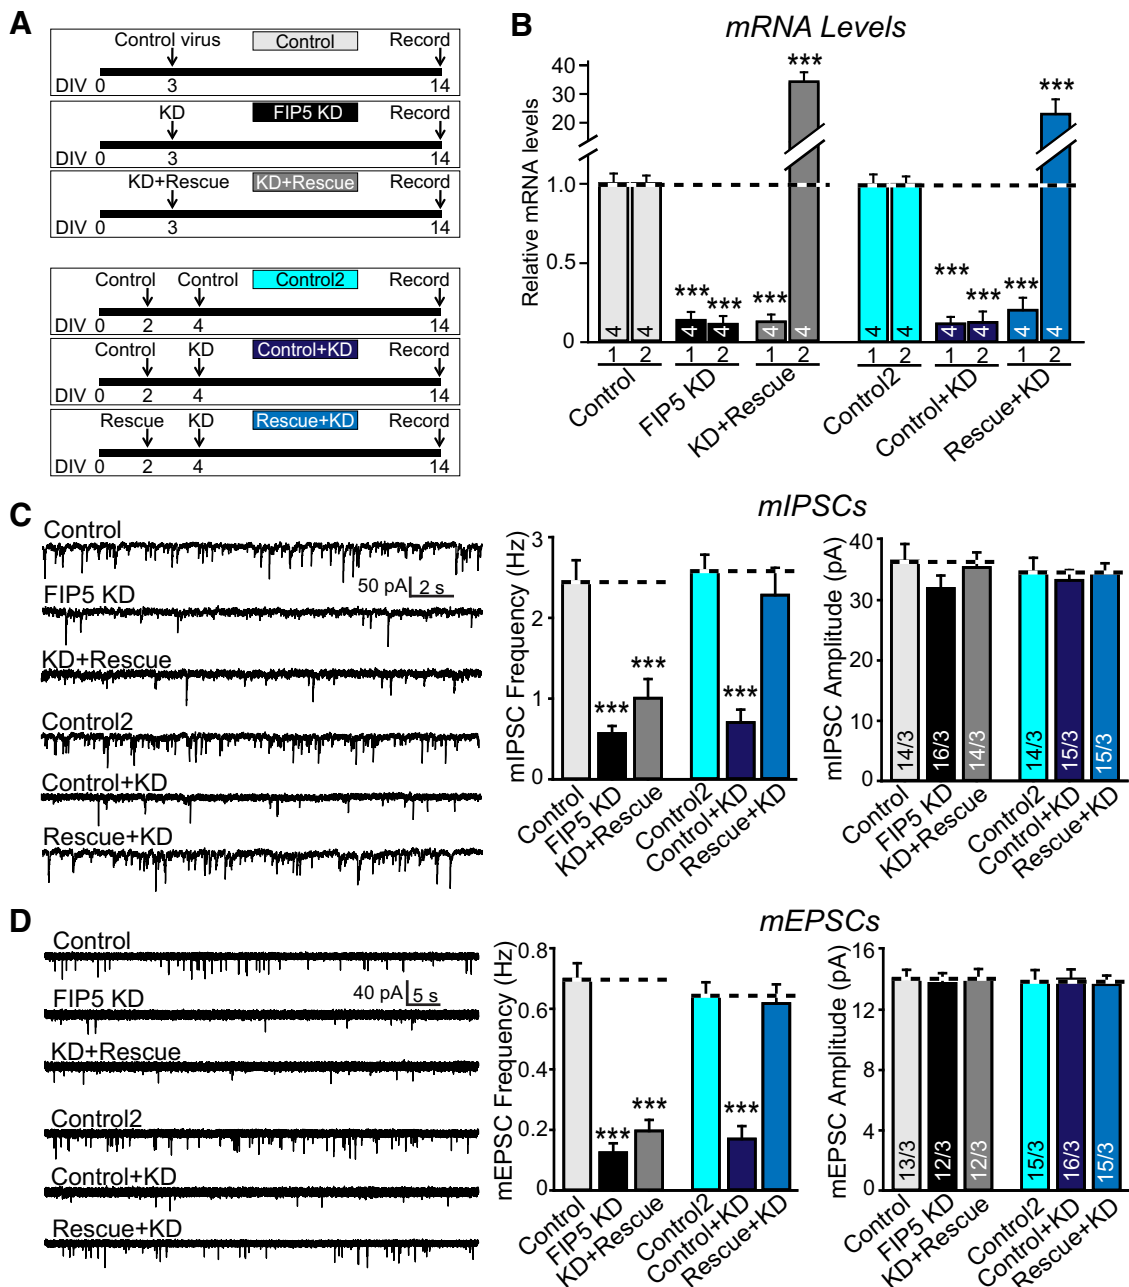 A
Control virus Control Record
DIV 0 3 14
KD FIP5 KD Record
DIV 0 3 14
KD+Rescue KD+Rescue Record
DIV 0 3 14
Control Control Control2 Record
DIV 0 2 4 14
Control KD Control+KD Record
DIV 0 2 4 14
Rescue KD Rescue+KD Record
DIV 0 2 4 14
B
mRNA Levels
Relative mRNA levels
40
30
20
1.0
0.5
0
*** *** *** *** *** *** *** ***
4 4 4 4 4 4 4 4 4 4 4 4
1 2 1 2 1 2 1 2 1 2 1 2
Control FIP5 KD KD+Rescue Control2 Control+KD Rescue+KD
C
Control
50 pA 2 s
FIP5 KD
KD+Rescue
Control2
Control+KD
Rescue+KD
mIPSCs
mIPSC Frequency (Hz)
3
2
1
0
*** *** ***
Control FIP5 KD KD+Rescue Control2 Control+KD Rescue+KD
mIPSC Amplitude (pA)
40
30
20
10
0
14/3 16/3 14/3 14/3 15/3 15/3
Control FIP5 KD KD+Rescue Control2 Control+KD Rescue+KD
D
Control
40 pA 5 s
FIP5 KD
KD+Rescue
Control2
Control+KD
Rescue+KD
mEPSCs
mEPSC Frequency (Hz)
0.8
0.6
0.4
0.2
0
*** *** ***
Control FIP5 KD KD+Rescue Control2 Control+KD Rescue+KD
mEPSC Amplitude (pA)
16
12
8
4
0
13/3 12/3 12/3 15/3 16/3 15/3
Control FIP5 KD KD+Rescue Control2 Control+KD Rescue+KD